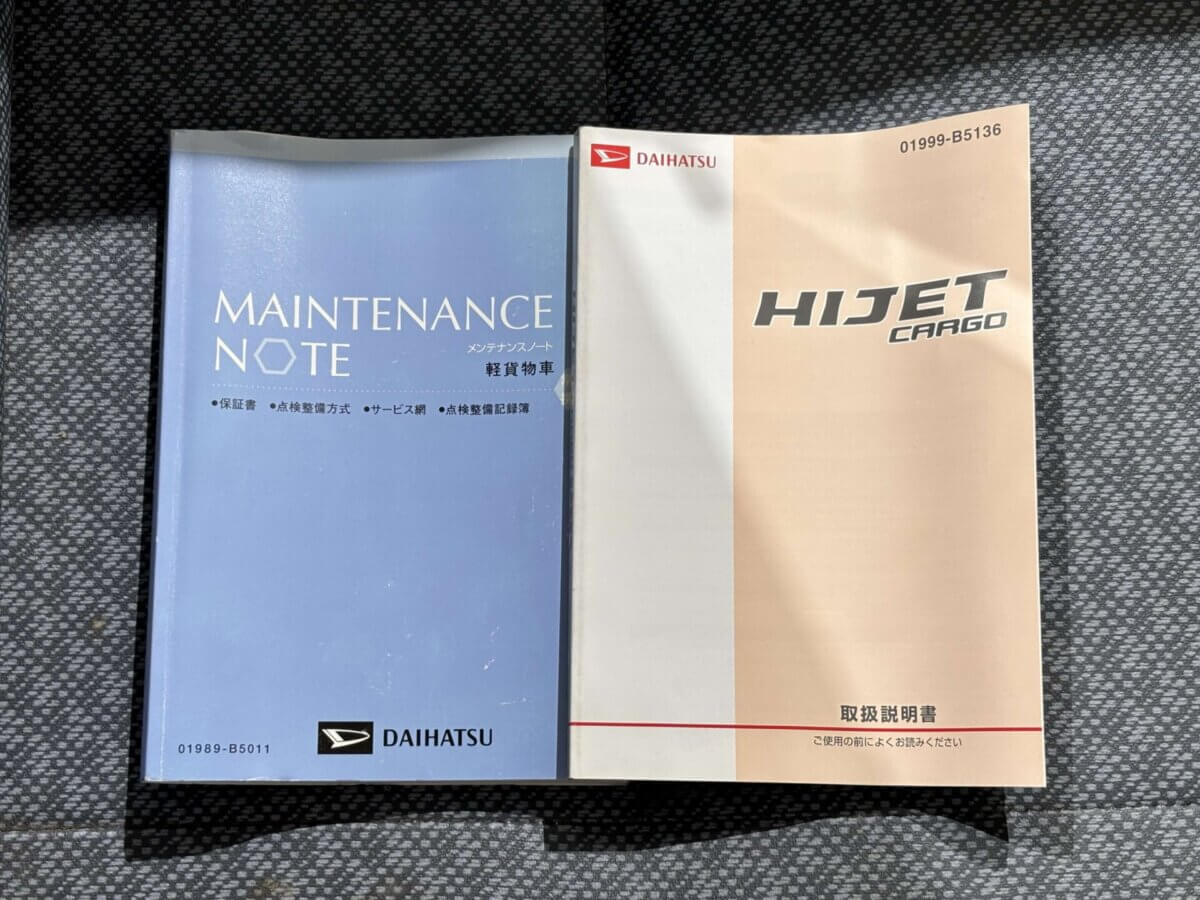 MAINTENANCE
NOTE
メンテナンスノート
軽貨物車
●保証書 ●点検整備方式 ●サービス網 ●点検整備記録簿
01989-B5011
DAIHATSU
DAIHATSU
01999-B5136
HIJET
CARGO
取扱説明書
ご使用の前によくお読みください